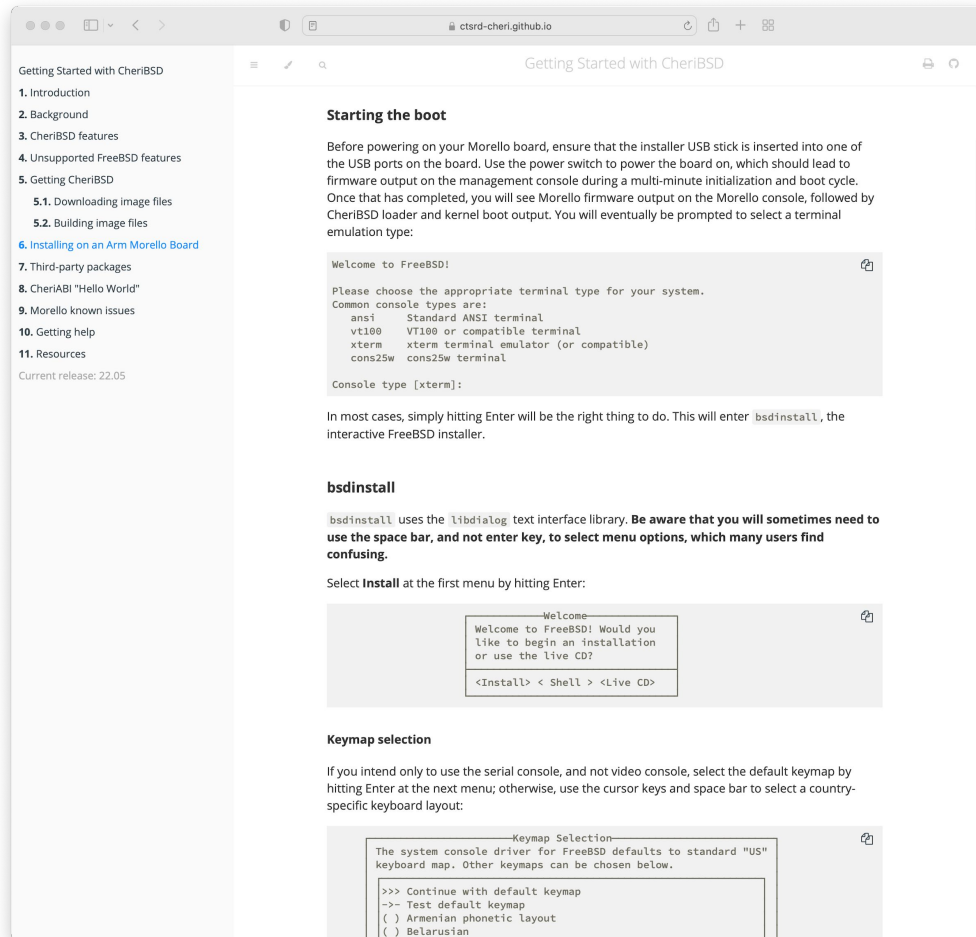 ctsrd-cheri.github.io
Getting Started with CheriBSD
1. Introduction
2. Background
3. CheriBSD features
4. Unsupported FreeBSD features
5. Getting CheriBSD
5.1. Downloading image files
5.2. Building image files
6. Installing on an Arm Morello Board
7. Third-party packages
8. CheriABI "Hello World"
9. Morello known issues
10. Getting help
11. Resources
Current release: 22.05
Getting Started with CheriBSD
Starting the boot
Before powering on your Morello board, ensure that the installer USB stick is inserted into one of
the USB ports on the board. Use the power switch to power the board on, which should lead to
firmware output on the management console during a multi-minute initialization and boot cycle.
Once that has completed, you will see Morello firmware output on the Morello console, followed by
CheriBSD loader and kernel boot output. You will eventually be prompted to select a terminal
emulation type:
Welcome to FreeBSD!
Please choose the appropriate terminal type for your system.
Common console types are:
ansi Standard ANSI terminal
vt100 VT100 or compatible terminal
xterm xterm terminal emulator (or compatible)
cons25w cons25w terminal
Console type [xterm]:
In most cases, simply hitting Enter will be the right thing to do. This will enter bsdinstall, the
interactive FreeBSD installer.
bsdinstall
bsdinstall uses the libdialog text interface library. Be aware that you will sometimes need to
use the space bar, and not enter key, to select menu options, which many users find
confusing.
Select Install at the first menu by hitting Enter:
Welcome
Welcome to FreeBSD! Would you
like to begin an installation
or use the live CD?
<Install> < Shell > <Live CD>
Keymap selection
If you intend only to use the serial console, and not video console, select the default keymap by
hitting Enter at the next menu; otherwise, use the cursor keys and space bar to select a country-
specific keyboard layout:
Keymap Selection
The system console driver for FreeBSD defaults to standard "US"
keyboard map. Other keymaps can be chosen below.
>>> Continue with default keymap
->- Test default keymap
( ) Armenian phonetic layout
( ) Belarusian